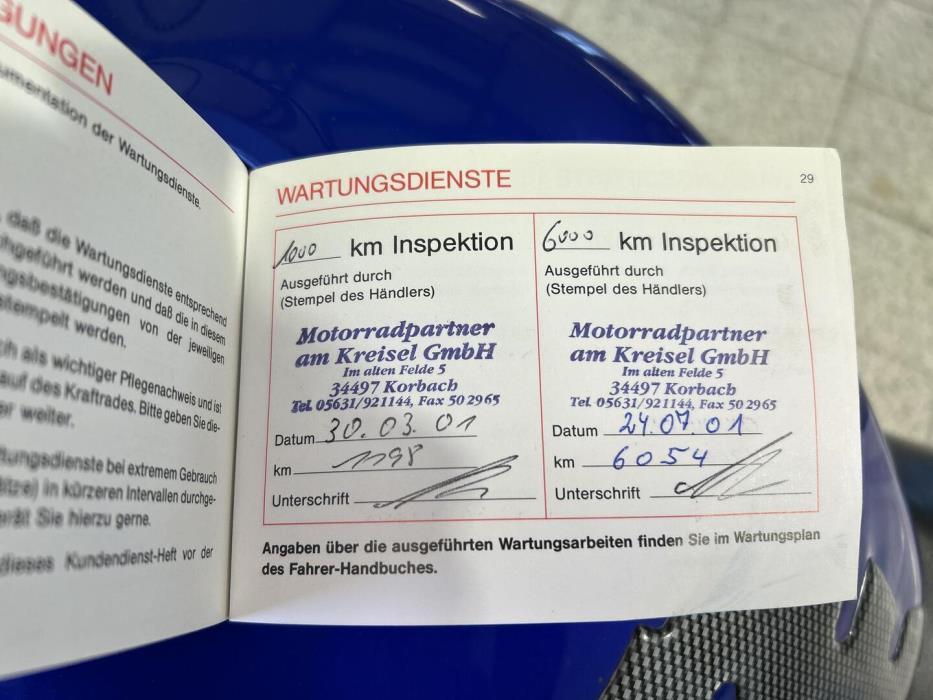 GUNGEN
umentation der Wartungsdienste.
daß die Wartungsdienste entsprechend
hgeführt werden und daß die in diesem
ngsbestätigungen von der jeweiligen
stempelt werden.
ch als wichtiger Pflegenachweis und ist
auf des Kraftrades. Bitte geben Sie die-
er weiter.
tungsdienste bei extremem Gebrauch
itze) in kürzeren Intervallen durchge-
erät Sie hierzu gerne.
dieses Kundendienst-Heft vor der
WARTUNGSDIENSTE
29
1000 km Inspektion
Ausgeführt durch
(Stempel des Händlers)
Motorradpartner
am Kreisel GmbH
Im alten Felde 5
34497 Korbach
Tel. 05631/921144, Fax 50 2965
Datum 30.03.01
km 1198
Unterschrift
6000 km Inspektion
Ausgeführt durch
(Stempel des Händlers)
Motorradpartner
am Kreisel GmbH
Im alten Felde 5
34497 Korbach
Tel. 05631/921144, Fax 50 2965
Datum 24.07.01
km 6054
Unterschrift
Angaben über die ausgeführten Wartungsarbeiten finden Sie im Wartungsplan
des Fahrer-Handbuches.